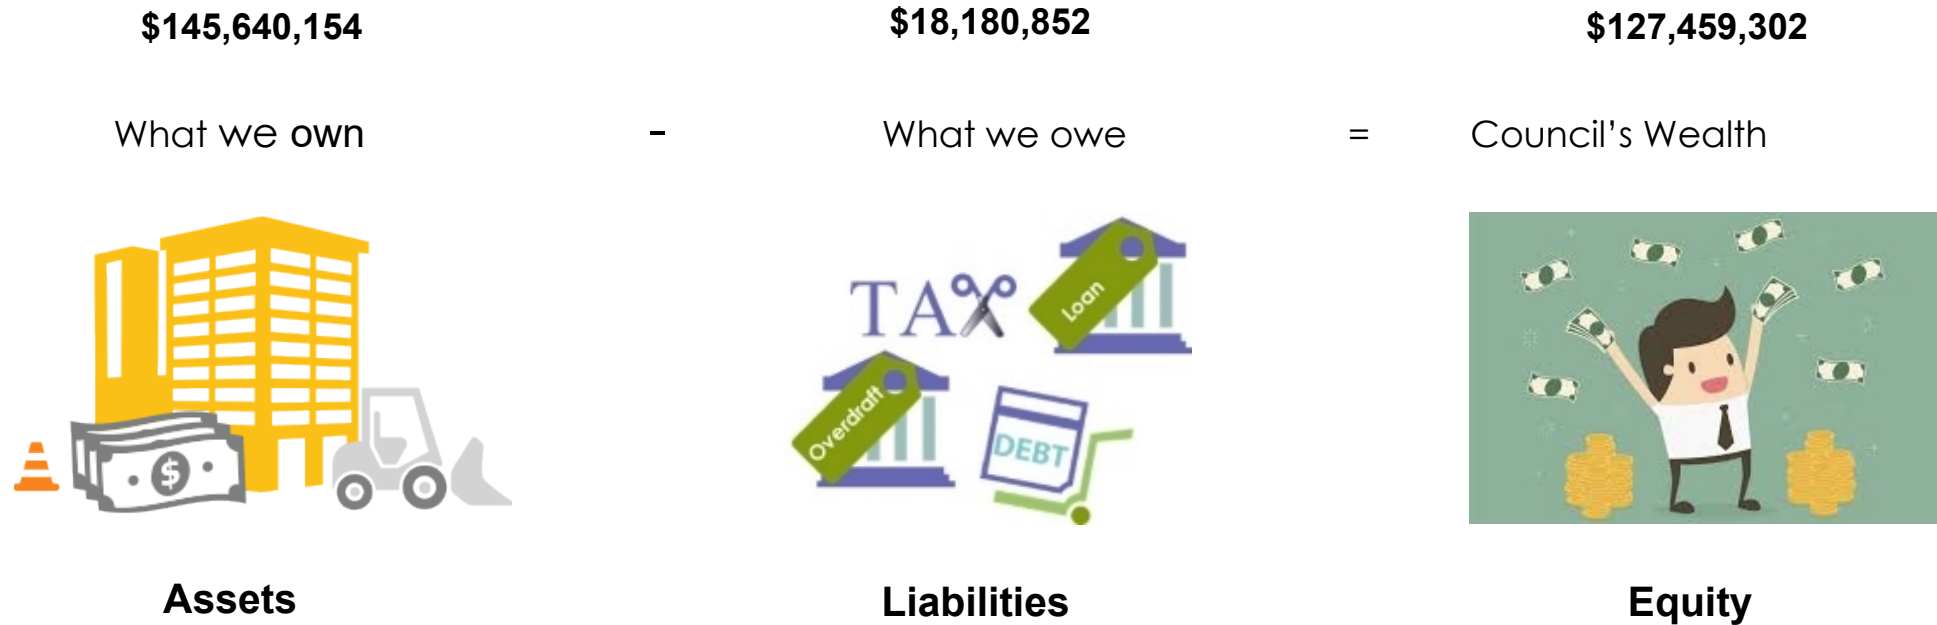 $145,640,154 $18,180,852 $127,459,302
What we own - What we owe = Council's Wealth
TAX
Loan
Overdraft
DEBT
$
Assets Liabilities Equity